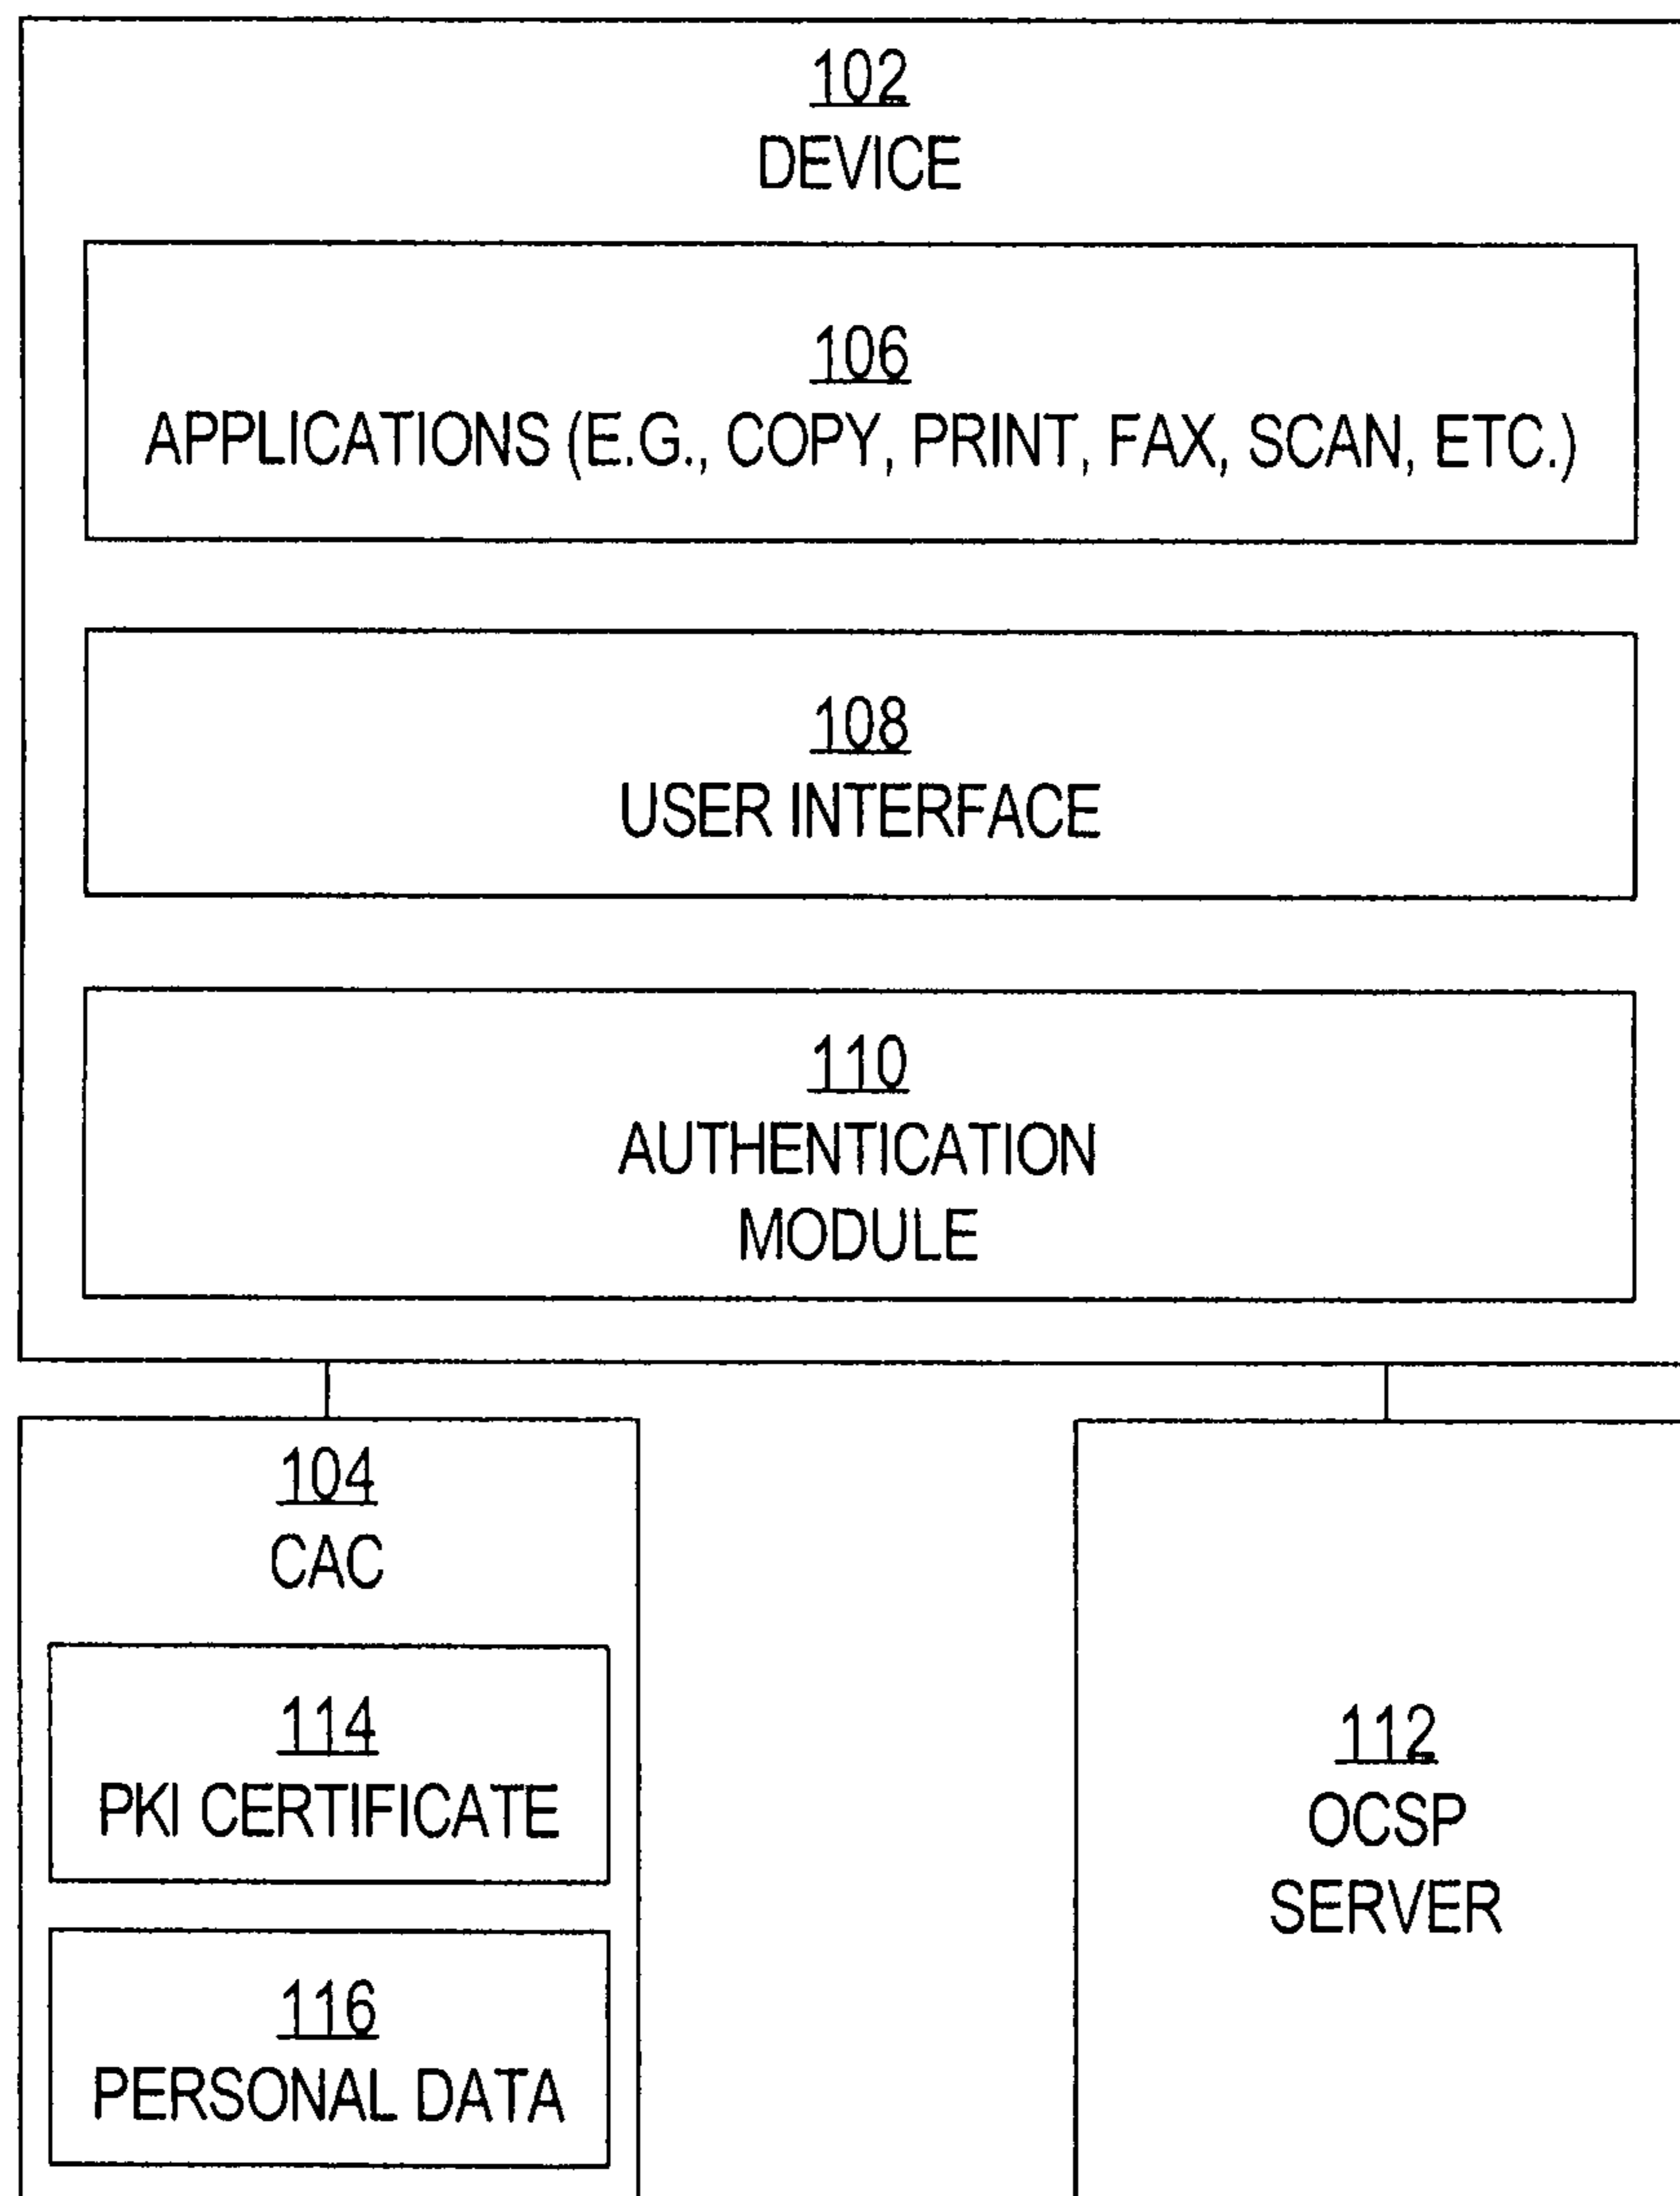 102
DEVICE
106
APPLICATIONS (E.G., COPY, PRINT, FAX, SCAN, ETC.)
108
USER INTERFACE
110
AUTHENTICATION
MODULE
104
CAC
114
PKI CERTIFICATE
116
PERSONAL DATA
112
OCSP
SERVER